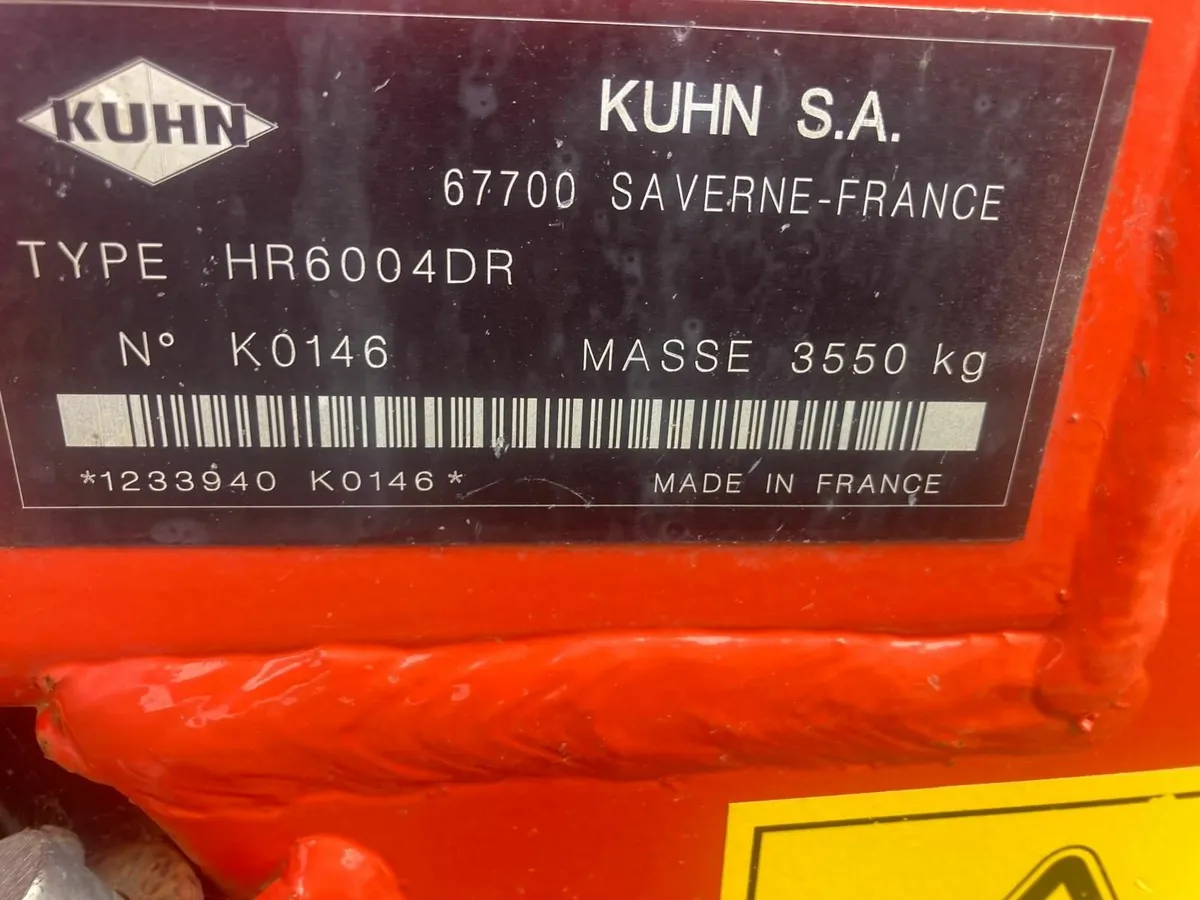 KUHN
KUHN S.A.
67700 SAVERNE-FRANCE
TYPE HR6004DR
N° K0146 MASSE 3550 kg
*1233940 K0146* MADE IN FRANCE